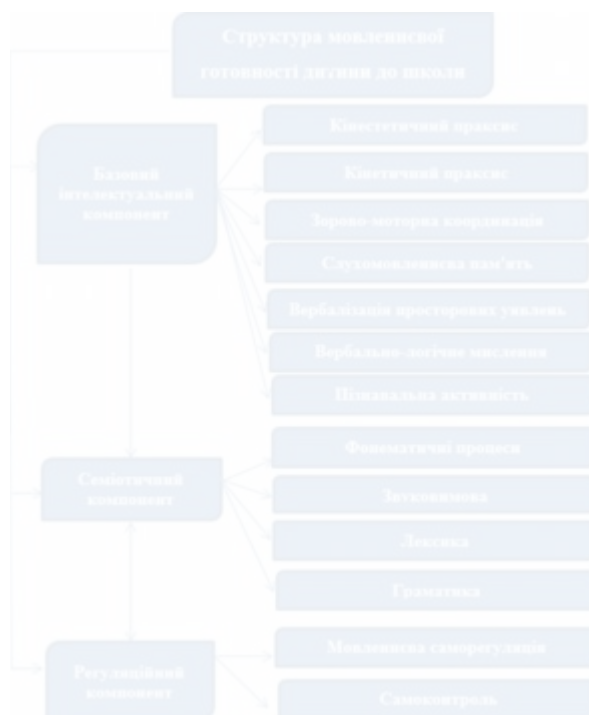 Структура мовленнєвої
готовності дитини до школи
Базовий
інтелектуальний
компонент
Кінестетичний праксис
Кінетичний праксис
Зорово-моторна координація
Слухомовленнєва пам'ять
Вербалізація просторових уявлень
Вербально-логічне мислення
Пізнавальна активність
Семіотичний
компонент
Фонематичні процеси
Звуковимова
Лексика
Граматика
Регуляційний
компонент
Мовленнєва саморегуляція
Самоконтроль